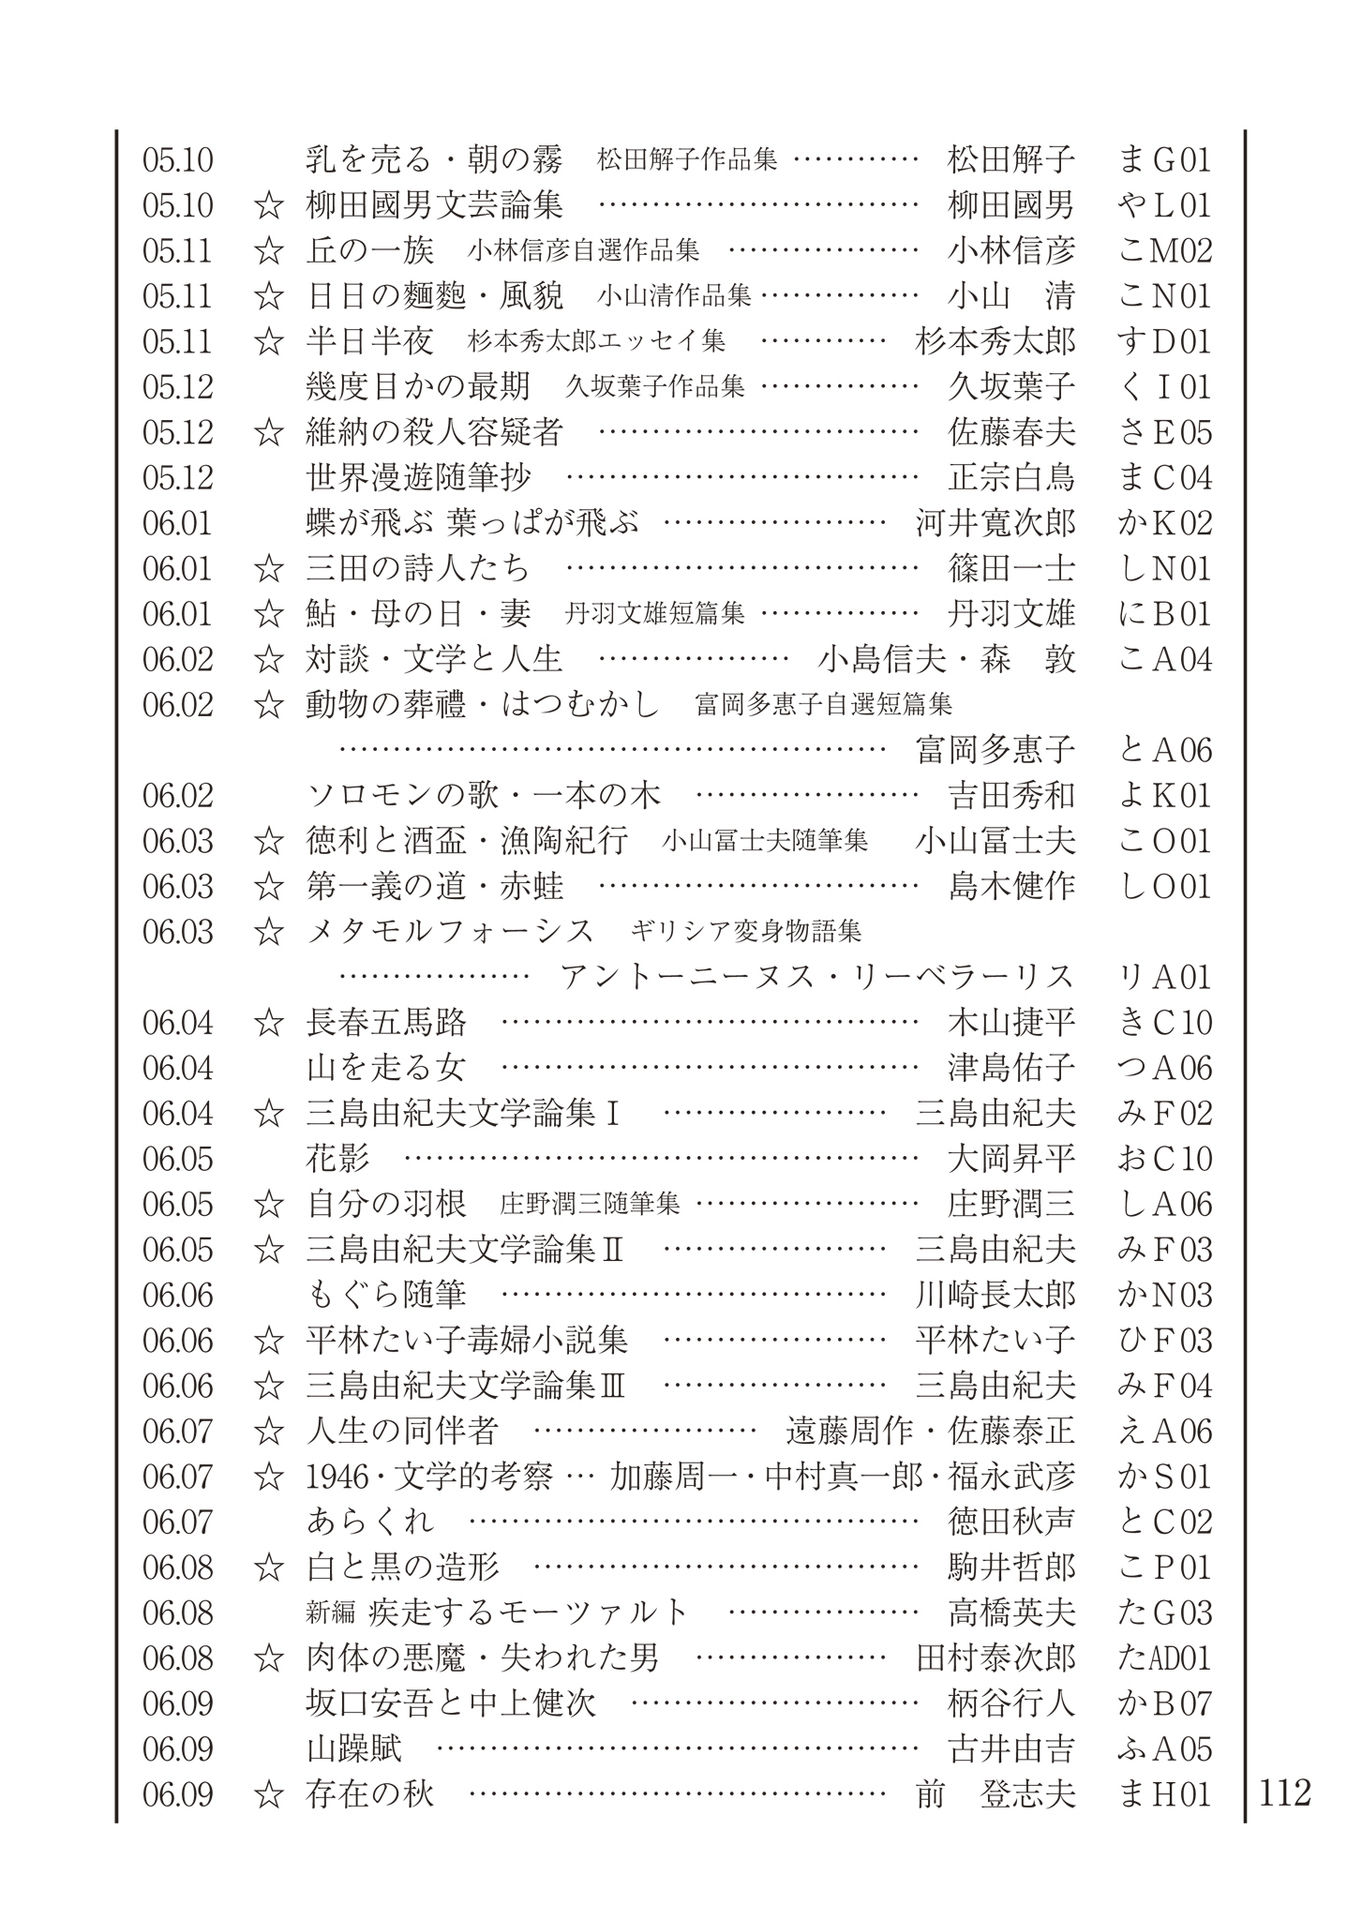 05.10 乳を売る・朝の霧 松田解子作品集 ………… 松田解子 まG01
05.10 ☆ 柳田國男文芸論集 ………………………… 柳田國男 やL01
05.11 ☆ 丘の一族 小林信彦自選作品集 ……………… 小林信彦 こM02
05.11 ☆ 日日の麵麭・風貌 小山清作品集 …………… 小山 清 こN01
05.11 ☆ 半日半夜 杉本秀太郎エッセイ集 ………… 杉本秀太郎 すD01
05.12 幾度目かの最期 久坂葉子作品集 …………… 久坂葉子 くI01
05.12 ☆ 維納の殺人容疑者 ………………………… 佐藤春夫 さE05
05.12 世界漫遊随筆抄 …………………………… 正宗白鳥 まC04
06.01 蝶が飛ぶ 葉っぱが飛ぶ ………………… 河井寬次郎 かK02
06.01 ☆ 三田の詩人たち …………………………… 篠田一士 しN01
06.01 ☆ 鮎・母の日・妻 丹羽文雄短篇集 …………… 丹羽文雄 にB01
06.02 ☆ 対談・文学と人生 ……………… 小島信夫・森 敦 こA04
06.02 ☆ 動物の葬禮・はつむかし 富岡多惠子自選短篇集
…………………………………………… 富岡多惠子 とA06
06.02 ソロモンの歌・一本の木 ………………… 吉田秀和 よK01
06.03 ☆ 徳利と酒盃・漁陶紀行 小山冨士夫随筆集 小山冨士夫 こO01
06.03 ☆ 第一義の道・赤蛙 ………………………… 島木健作 しO01
06.03 ☆ メタモルフォーシス ギリシア変身物語集
……………… アントーニーヌス・リーベラーリス リA01
06.04 ☆ 長春五馬路 ………………………………… 木山捷平 きC10
06.04 山を走る女 ………………………………… 津島佑子 つA06
06.04 ☆ 三島由紀夫文学論集Ⅰ ………………… 三島由紀夫 みF02
06.05 花影 ………………………………………… 大岡昇平 おC10
06.05 ☆ 自分の羽根 庄野潤三随筆集 ………………… 庄野潤三 しA06
06.05 ☆ 三島由紀夫文学論集Ⅱ ………………… 三島由紀夫 みF03
06.06 もぐら随筆 ……………………………… 川崎長太郎 かN03
06.06 ☆ 平林たい子毒婦小説集 ………………… 平林たい子 ひF03
06.06 ☆ 三島由紀夫文学論集Ⅲ ………………… 三島由紀夫 みF04
06.07 ☆ 人生の同伴者 ………………… 遠藤周作・佐藤泰正 えA06
06.07 ☆ 1946・文学的考察 … 加藤周一・中村真一郎・福永武彦 かS01
06.07 あらくれ …………………………………… 徳田秋声 とC02
06.08 ☆ 白と黒の造形 ……………………………… 駒井哲郎 こP01
06.08 新編 疾走するモーツァルト ……………… 高橋英夫 たG03
06.08 ☆ 肉体の悪魔・失われた男 ……………… 田村泰次郎 たAD01
06.09 坂口安吾と中上健次 ……………………… 柄谷行人 かB07
06.09 山躁賦 ……………………………………… 古井由吉 ふA05
06.09 ☆ 存在の秋 ………………………………… 前 登志夫 まH01
112